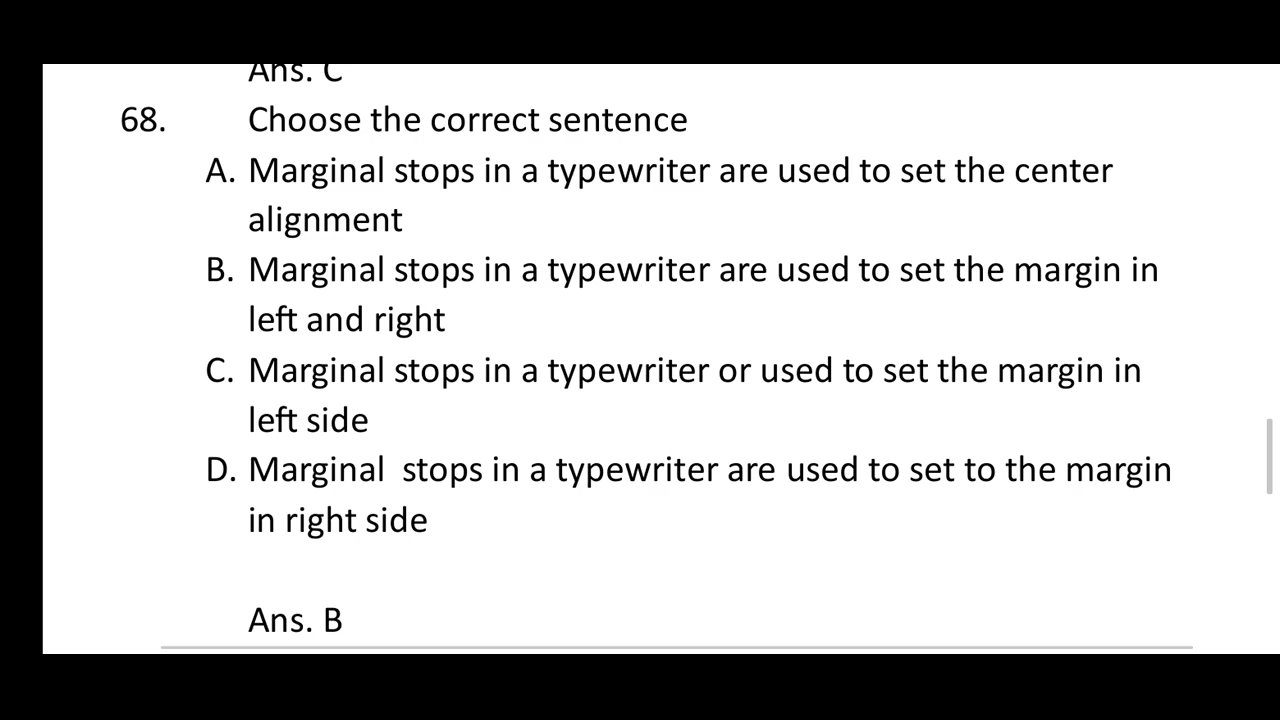 Ans. C
68. Choose the correct sentence
A. Marginal stops in a typewriter are used to set the center
alignment
B. Marginal stops in a typewriter are used to set the margin in
left and right
C. Marginal stops in a typewriter or used to set the margin in
left side
D. Marginal  stops in a typewriter are used to set to the margin
in right side
Ans. B